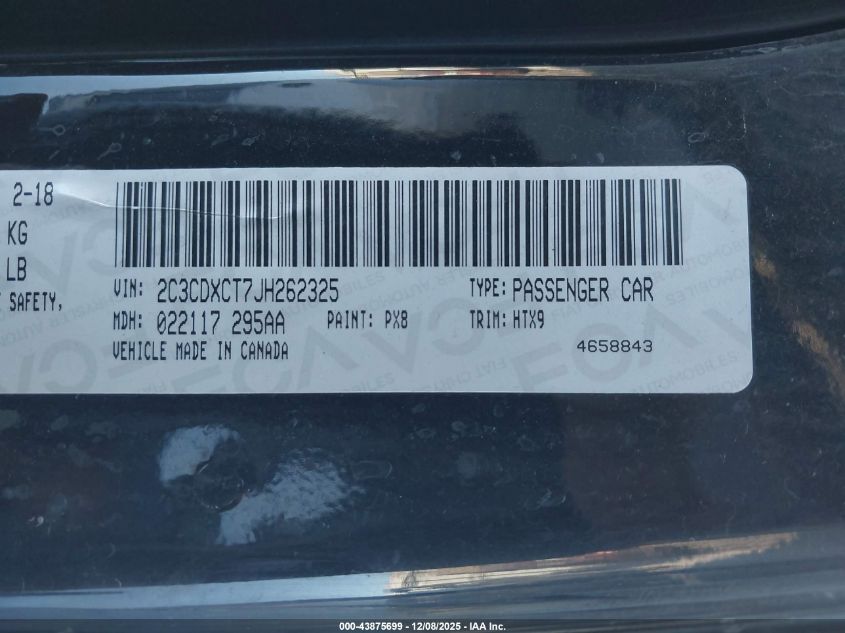 2-18
KG
LB
SAFETY,
VIN: 2C3CDXCT7JH262325
TYPE: PASSENGER CAR
MDH: 022117 295AA
PAINT: PX8
TRIM: HTX9
VEHICLE MADE IN CANADA
4658843
000-43875699 - 12/08/2025 - IAA Inc.